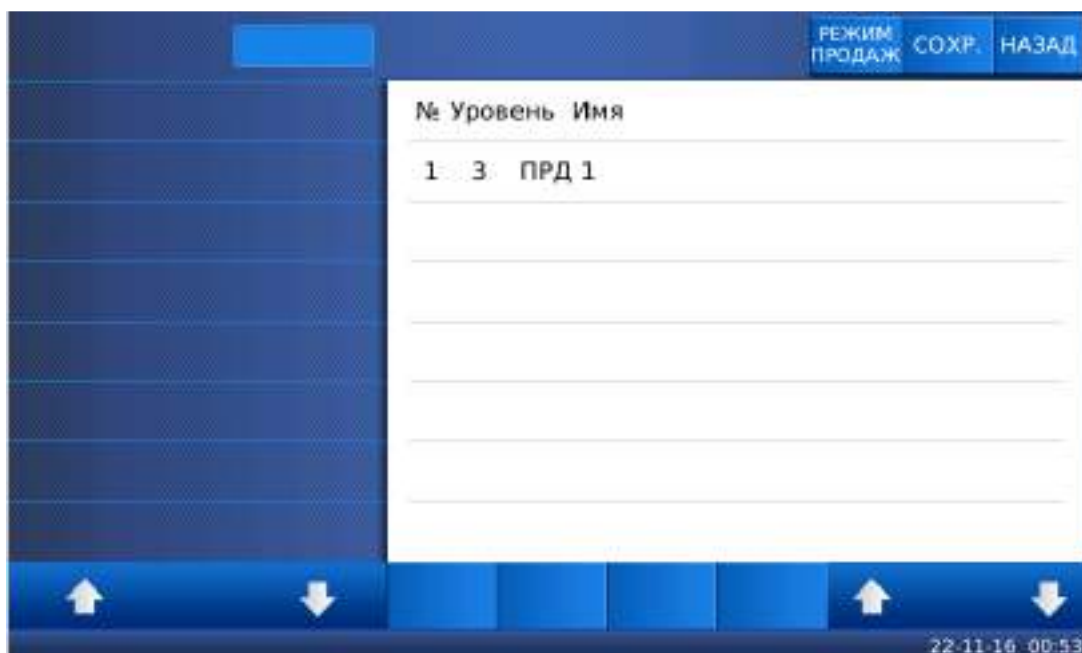 РЕЖИМ
ПРОДАЖ
СОХР.
НАЗАД
№ Уровень Имя
1 3 ПРД 1
22-11-16 00:53